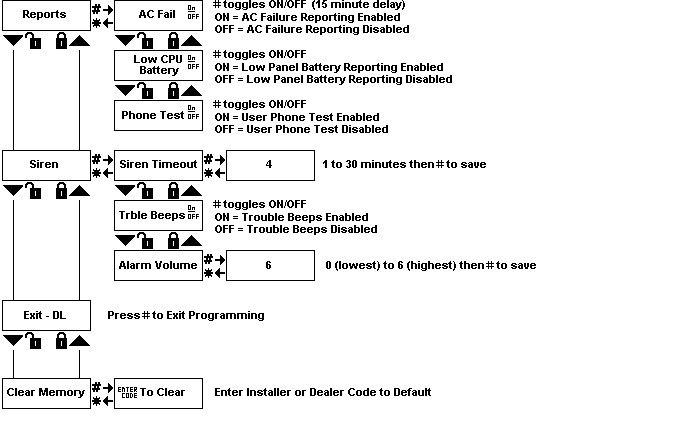 # toggles ON/OFF (15 minute delay)
Reports # AC Fail On OFF ON = AC Failure Reporting Enabled
* OFF = AC Failure Reporting Disabled
# toggles ON/OFF
Low CPU Battery On OFF ON = Low Panel Battery Reporting Enabled
OFF = Low Panel Battery Reporting Disabled
# toggles ON/OFF
Phone Test On OFF ON = User Phone Test Enabled
OFF = User Phone Test Disabled
Siren # * Siren Timeout # * 4 1 to 30 minutes then # to save
# toggles ON/OFF
Trble Beeps On OFF ON = Trouble Beeps Enabled
OFF = Trouble Beeps Disabled
Alarm Volume # * 6 0 (lowest) to 6 (highest) then # to save
Exit - DL Press # to Exit Programming
Clear Memory # * ENTER CODE To Clear Enter Installer or Dealer Code to Default